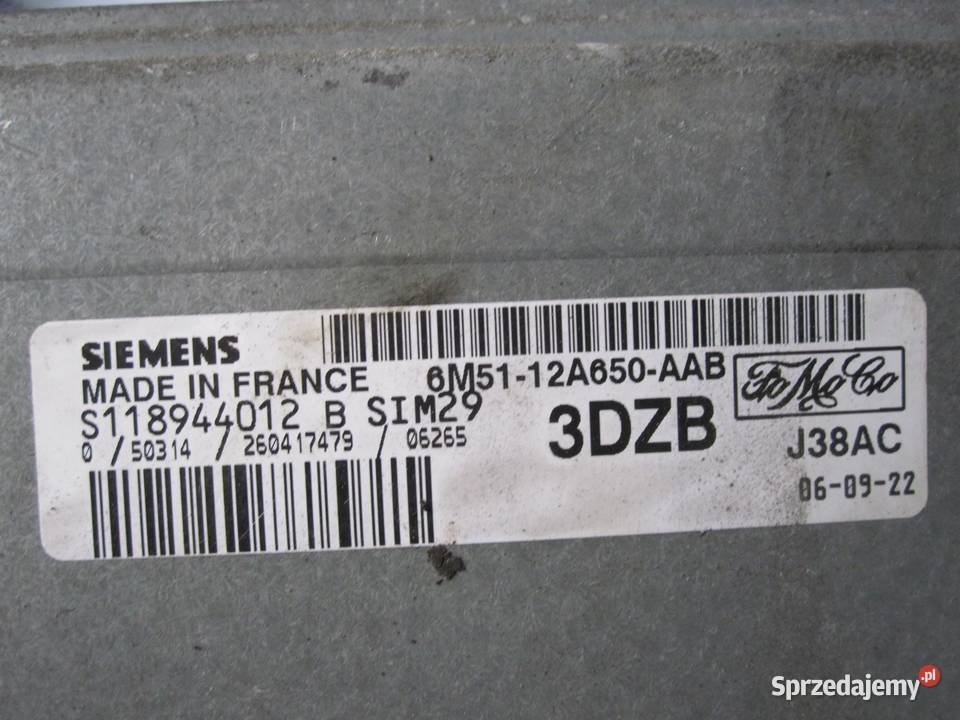 SIEMENS
MADE IN FRANCE 6M51-12A650-AAB FoMoCo
S118944012 B SIM29 3DZB J38AC
0 /50314 / 260417479 / 06265
06-09-22
Sprzedajemy.pl